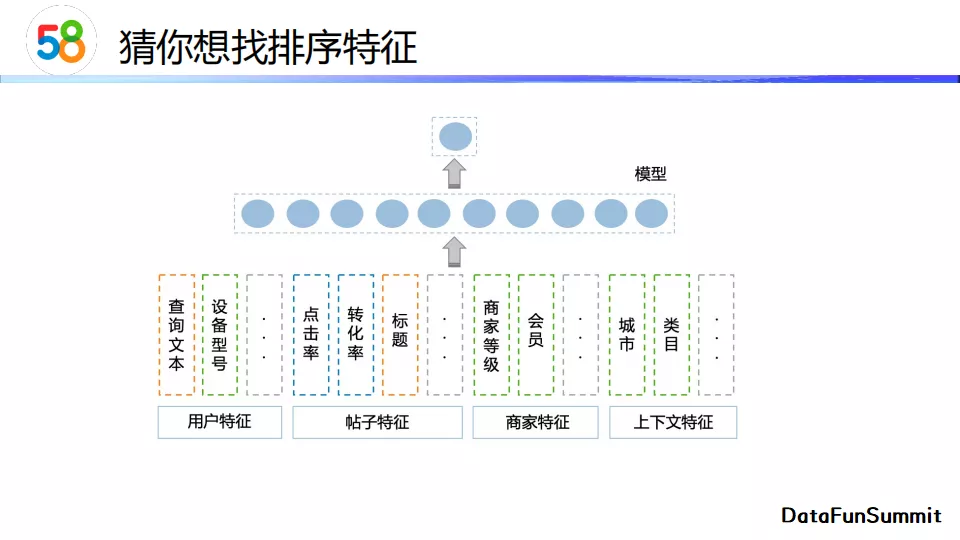 58
猜你想找排序特征
模型
查询文本
设备型号
...
点击率
转化率
标题
...
商家等级
会员
...
城市
类目
...
用户特征
帖子特征
商家特征
上下文特征
DataFunSummit